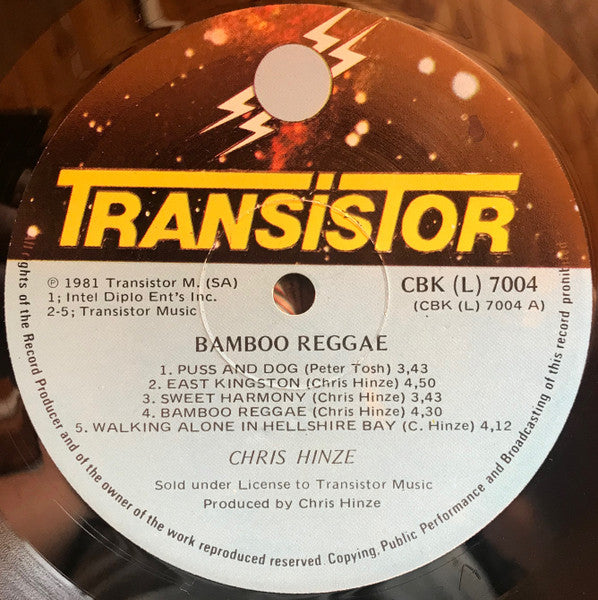 TRANSISTOR
℗ 1981 Transistor M. (SA)
1; Intel Diplo Ent's Inc.
2-5; Transistor Music
CBK (L) 7004
(CBK (L) 7004 A)
BAMBOO REGGAE
1. PUSS AND DOG (Peter Tosh) 3,43
2. EAST KINGSTON (Chris Hinze) 4,50
3. SWEET HARMONY (Chris Hinze) 3,43
4. BAMBOO REGGAE (Chris Hinze) 4,30
5. WALKING ALONE IN HELLSHIRE BAY (C. Hinze) 4,12
CHRIS HINZE
Sold under License to Transistor Music
Produced by Chris Hinze
All rights of the Record Producer and of the owner of the work reproduced reserved. Copying, Public Performance and Broadcasting of this record prohibited